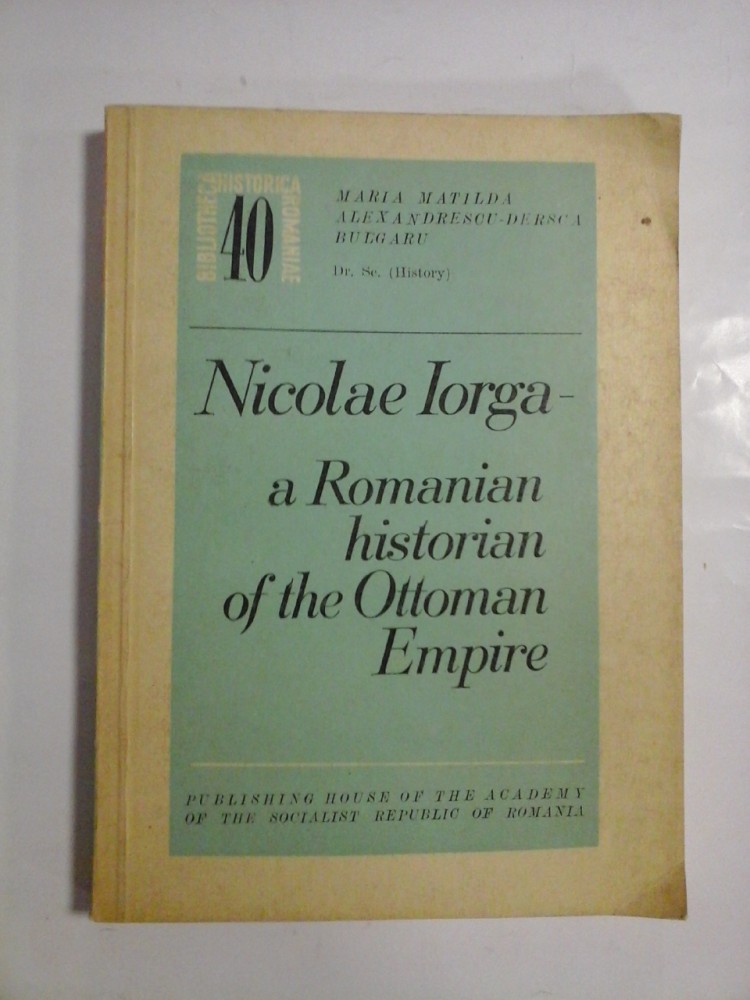 BIBLIOTHECA
HISTORICA
ROMANIAE
40
MARIA MATILDA
ALEXANDRESCU-DERSCA
BULGARU
Dr. Sc. (History)
Nicolae Iorga-
a Romanian
historian
of the Ottoman
Empire
PUBLISHING HOUSE OF THE ACADEMY
OF THE SOCIALIST REPUBLIC OF ROMANIA